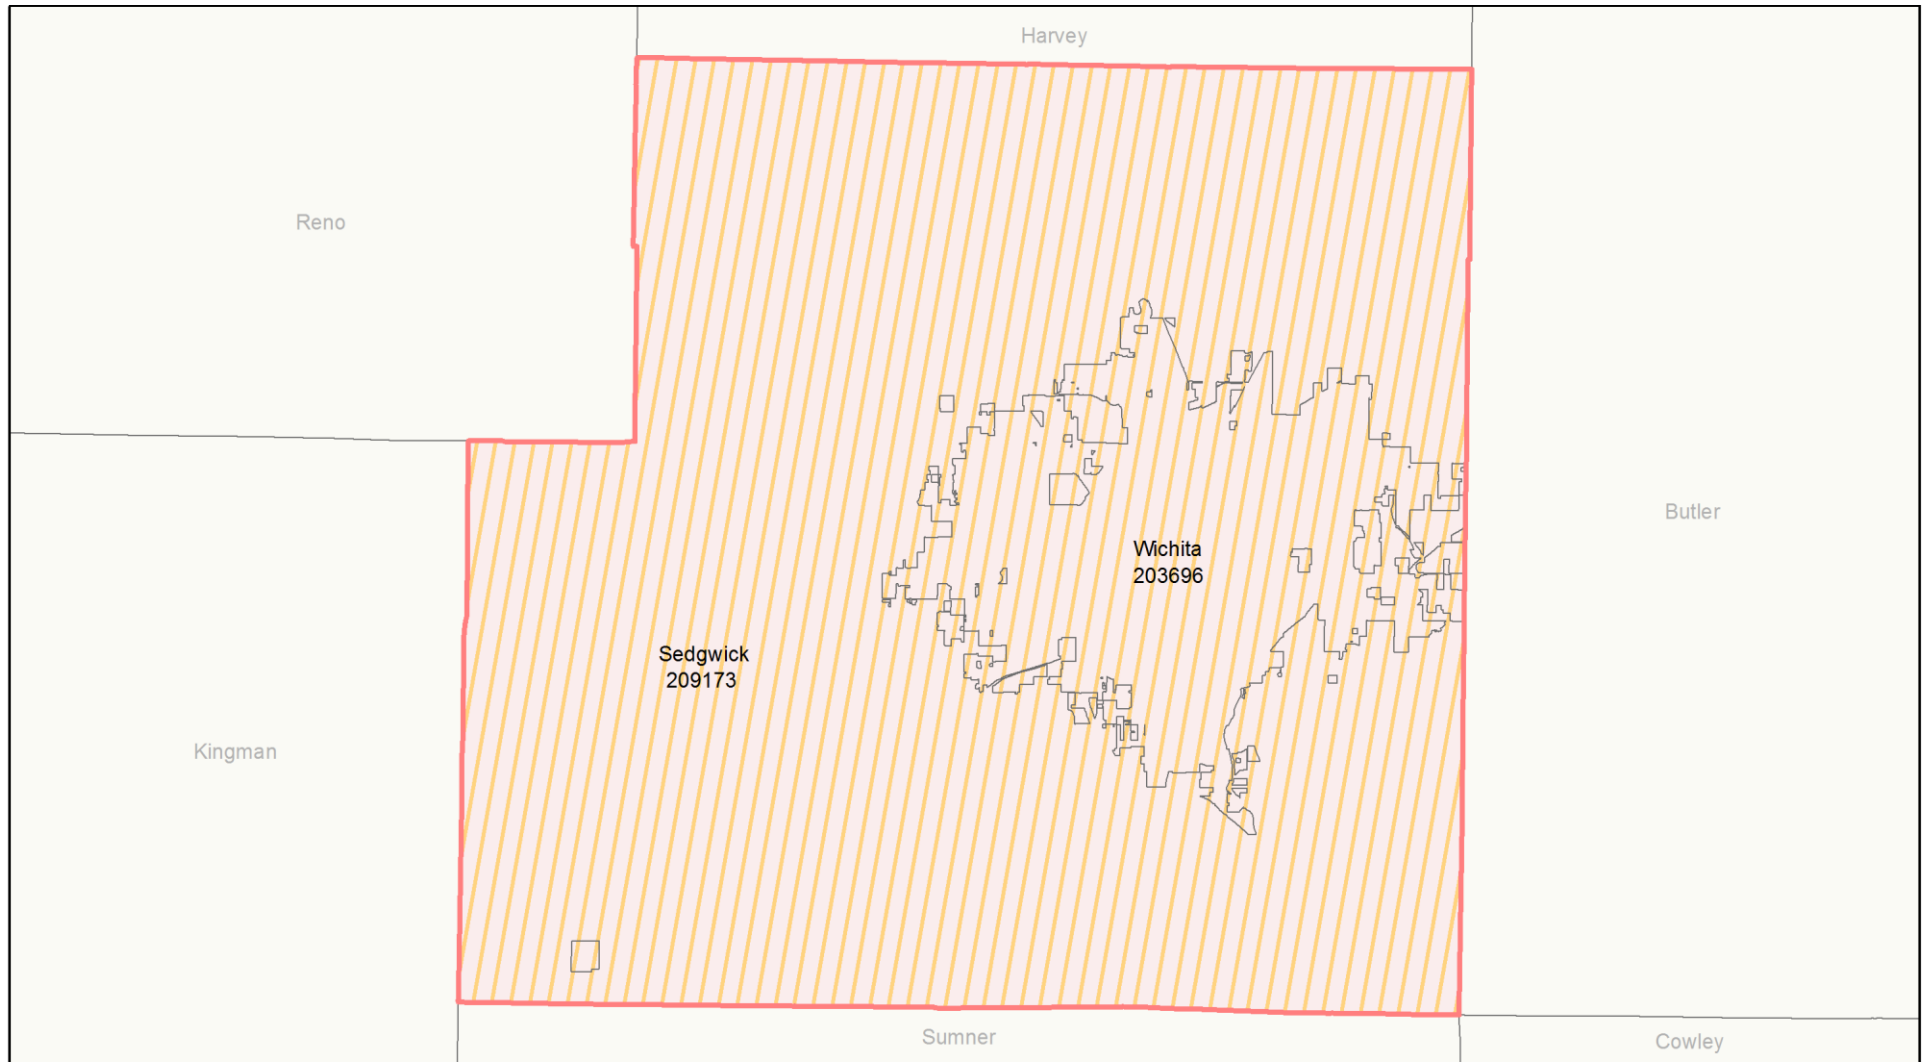 Harvey
Reno
Butler
Wichita
203696
Sedgwick
209173
Kingman
Sumner
Cowley